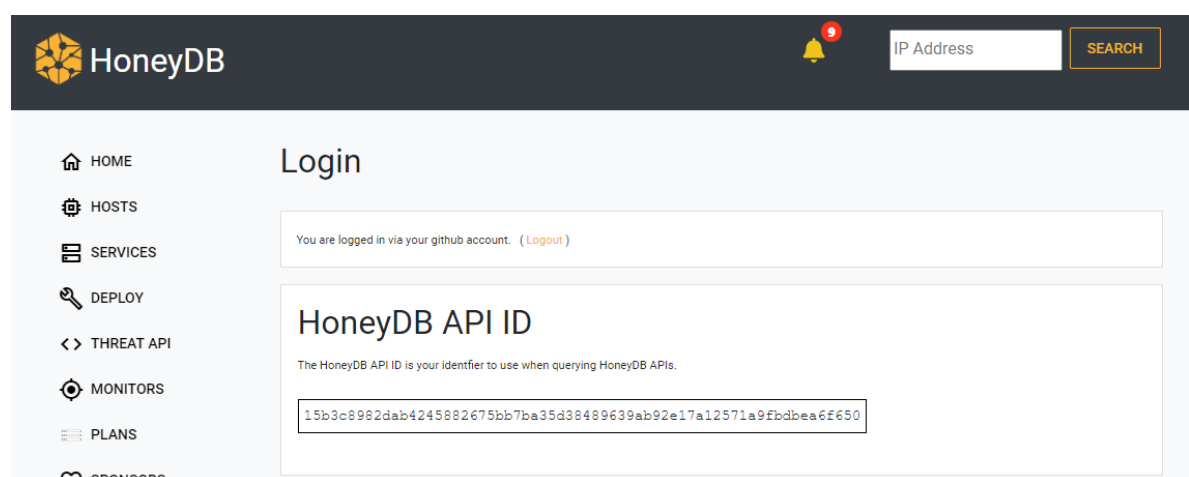 HoneyDB
9
IP Address
SEARCH
HOME
HOSTS
SERVICES
DEPLOY
THREAT API
MONITORS
PLANS
Login
You are logged in via your github account. ( Logout )
HoneyDB API ID
The HoneyDB API ID is your identfier to use when querying HoneyDB APIs.
15b3c8982dab4245882675bb7ba35d38489639ab92e17a12571a9fbdbea6f650